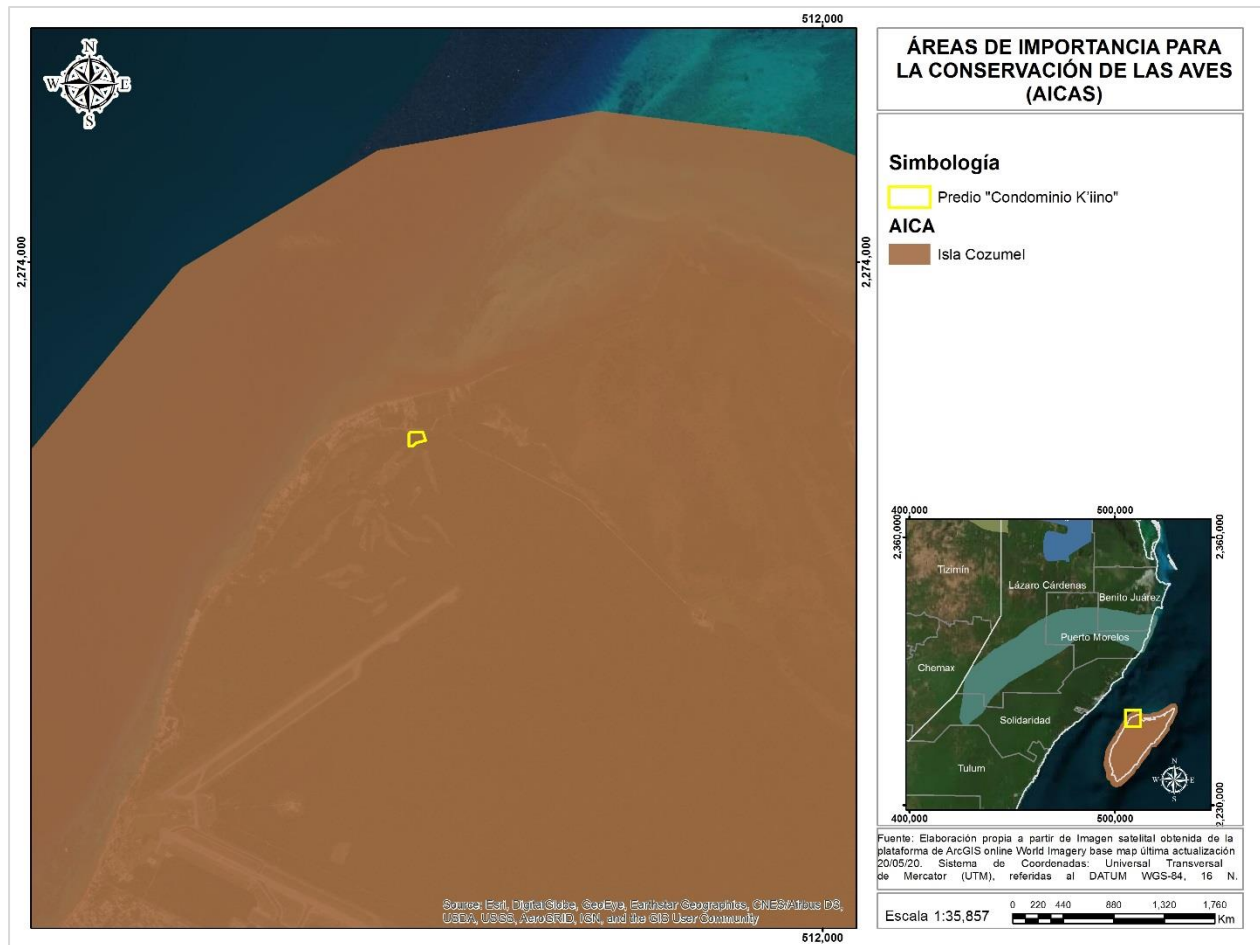 512,000
N
W E
S
2,274,000
2,274,000
512,000
Source: Esri, DigitalGlobe, GeoEye, Earthstar Geographics, CNES/Airbus DS,
USDA, USGS, AeroGRID, IGN, and the GIS User Community
ÁREAS DE IMPORTANCIA PARA
LA CONSERVACIÓN DE LAS AVES
(AICAS)
Simbología
Predio "Condominio K'iino"
AICA
Isla Cozumel
400,000 500,000
2,360,000
2,360,000
Tizimín
Lázaro Cárdenas
Benito Juárez
Puerto Morelos
Chemax
Solidaridad
Tulum
N
W E
S
2,230,000
400,000 500,000
Fuente: Elaboración propia a partir de Imagen satelital obtenida de la
plataforma de ArcGIS online World Imagery base map última actualización
20/05/20. Sistema de Coordenadas: Universal Transversal
de Mercator (UTM), referidas al DATUM WGS-84, 16 N.
Escala 1:35,857
0 220 440 880 1,320 1,760
Km